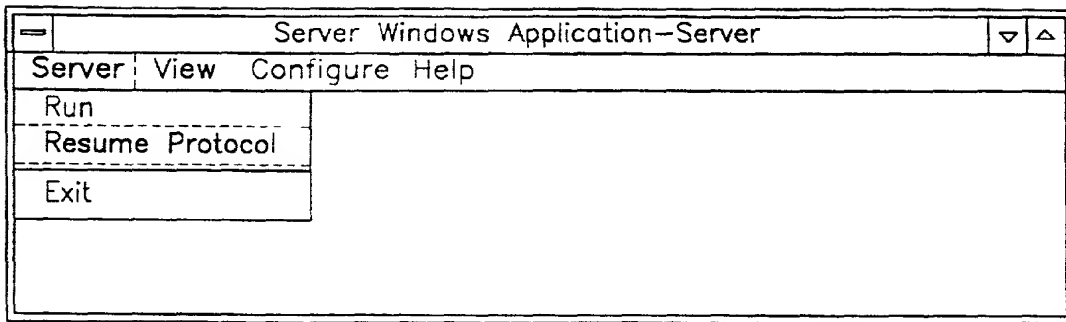 Server Windows Application-Server
Server View Configure Help
Run
Resume Protocol
Exit